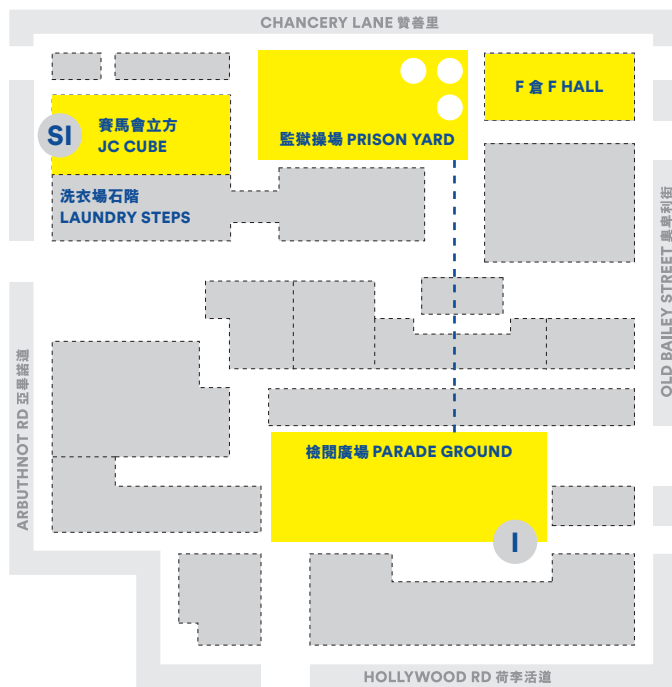 CHANCERY LANE 贊善里
F 倉 F HALL
SI
賽馬會立方
JC CUBE
監獄操場 PRISON YARD
洗衣場石階
LAUNDRY STEPS
OLD BAILEY STREET 奧卑利街
ARBUTHNOT RD 亞畢諾道
檢閱廣場 PARADE GROUND
I
HOLLYWOOD RD 荷李活道